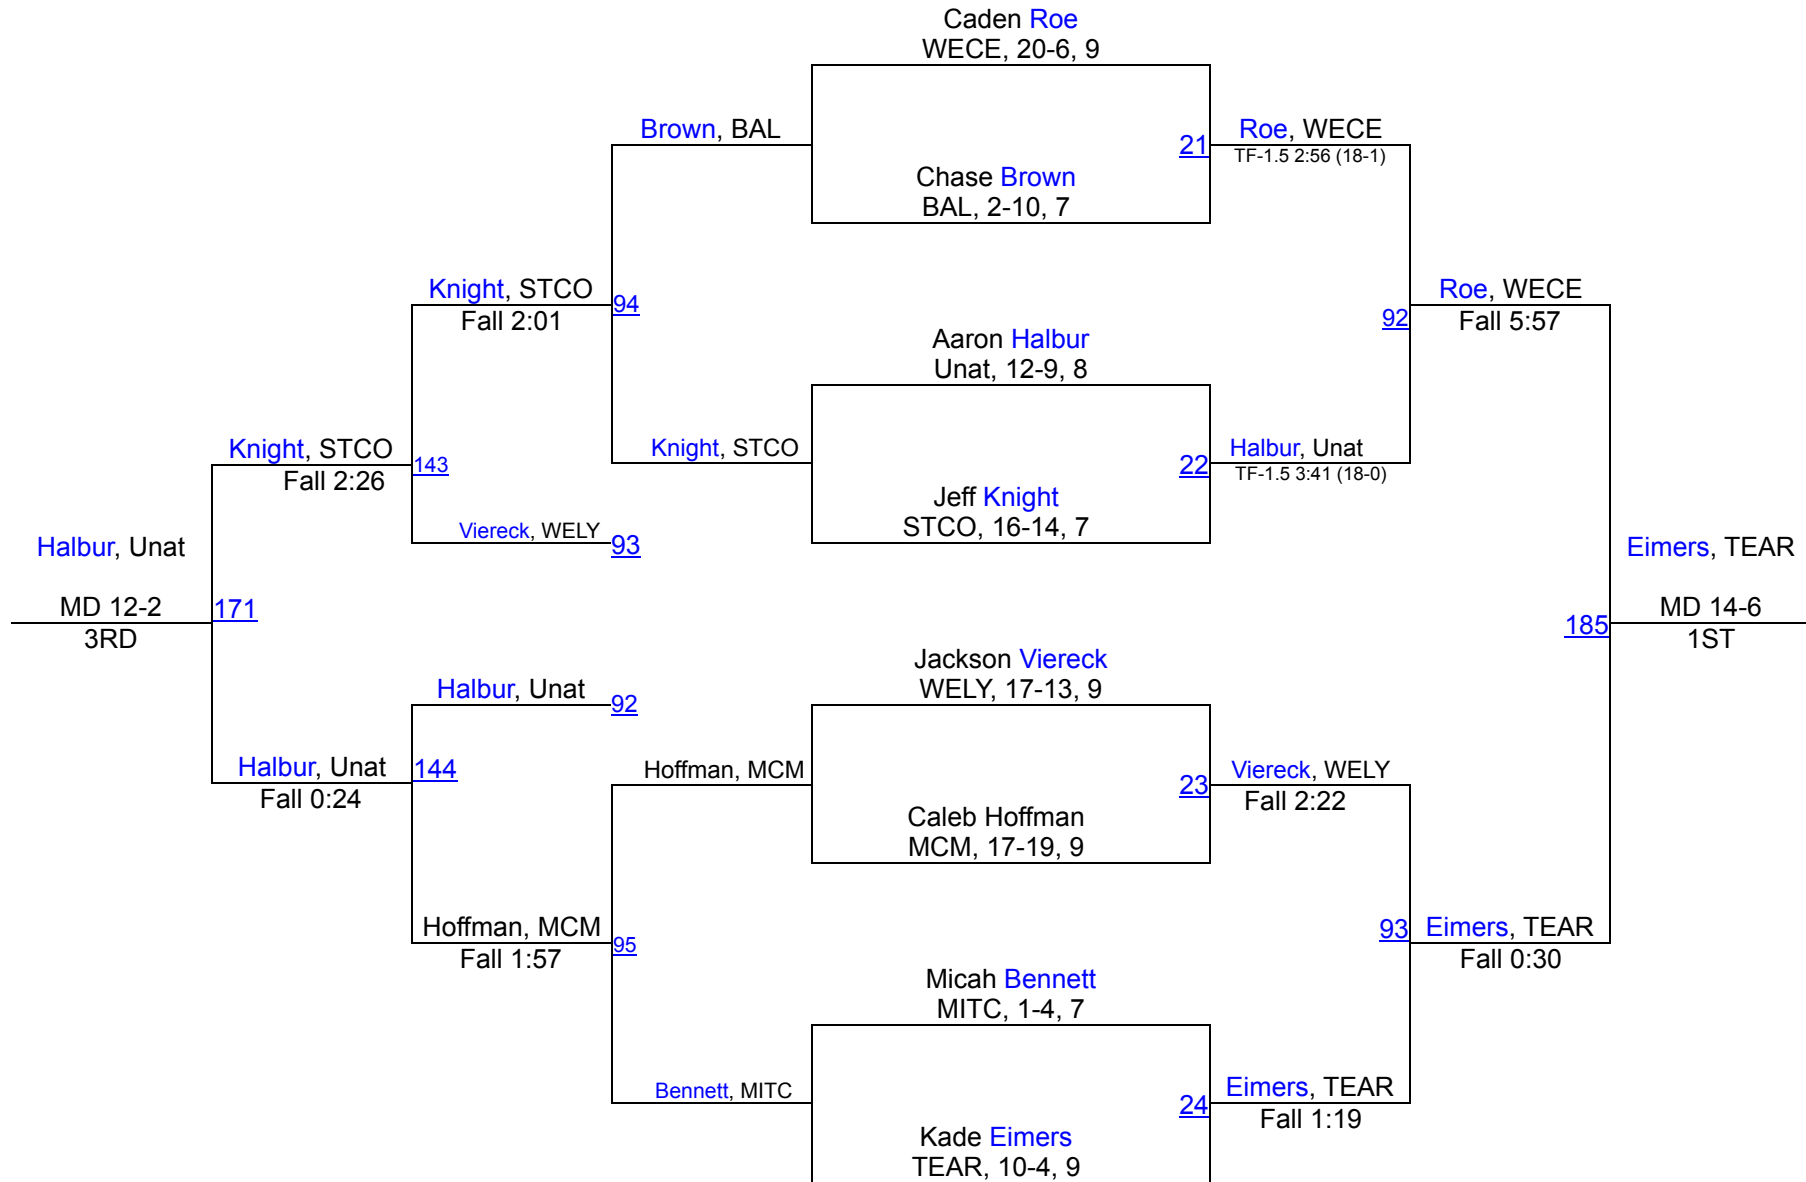 Caden Roe
WECE, 20-6, 9
Brown, BAL
21
Roe, WECE
TF-1.5 2:56 (18-1)
Chase Brown
BAL, 2-10, 7
Knight, STCO
Fall 2:01
94
Roe, WECE
Fall 5:57
92
Aaron Halbur
Unat, 12-9, 8
Knight, STCO
Fall 2:26
143
Knight, STCO
22
Halbur, Unat
TF-1.5 3:41 (18-0)
Jeff Knight
STCO, 16-14, 7
Viereck, WELY
93
Halbur, Unat
MD 12-2
3RD
171
Eimers, TEAR
MD 14-6
1ST
185
Jackson Viereck
WELY, 17-13, 9
Halbur, Unat
92
Halbur, Unat
Fall 0:24
144
Hoffman, MCM
23
Viereck, WELY
Fall 2:22
Caleb Hoffman
MCM, 17-19, 9
Hoffman, MCM
Fall 1:57
95
93
Eimers, TEAR
Fall 0:30
Micah Bennett
MITC, 1-4, 7
Bennett, MITC
24
Eimers, TEAR
Fall 1:19
Kade Eimers
TEAR, 10-4, 9